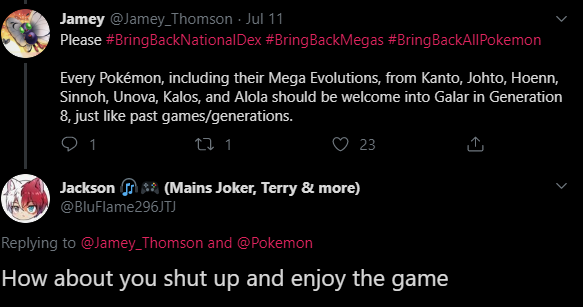 Jamey @Jamey_Thomson · Jul 11
Please #BringBackNationalDex #BringBackMegas #BringBackAllPokemon
Every Pokémon, including their Mega Evolutions, from Kanto, Johto, Hoenn,
Sinnoh, Unova, Kalos, and Alola should be welcome into Galar in Generation
8, just like past games/generations.
1 1 23
Jackson 🎧🎮 (Mains Joker, Terry & more)
@BluFlame296JTJ
Replying to @Jamey_Thomson and @Pokemon
How about you shut up and enjoy the game